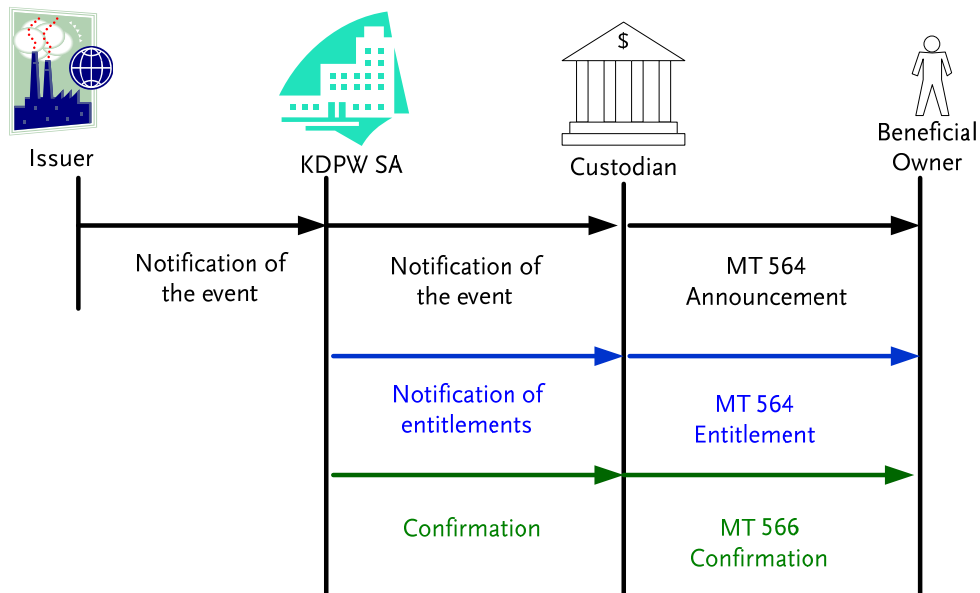 $
Issuer
KDPW SA
Custodian
Beneficial
Owner
Notification of
the event
Notification of
the event
MT 564
Announcement
Notification of
entitlements
MT 564
Entitlement
Confirmation
MT 566
Confirmation